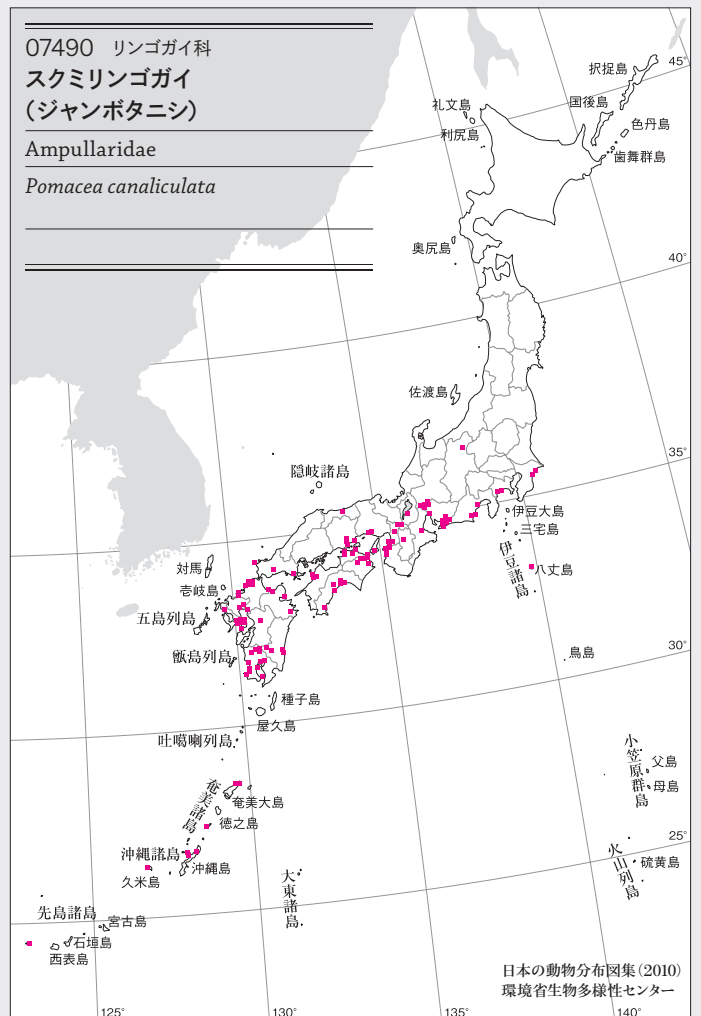 07490 リンゴガイ科
スクミリンゴガイ
（ジャンボタニシ）
Ampullaridae
Pomacea canaliculata
択捉島
45°
礼文島
国後島
色丹島
利尻島
歯舞群島
奥尻島
40°
佐渡島
35°
隠岐諸島
伊豆大島
三宅島
伊豆諸島
八丈島
対馬
壱岐島
五島列島
甑島列島
鳥島
30°
種子島
屋久島
吐噶喇列島
小笠原群島
父島
母島
奄美諸島
奄美大島
徳之島
25°
沖縄諸島
沖縄島
久米島
火山列島
硫黄島
大東諸島
先島諸島
宮古島
石垣島
西表島
日本の動物分布図集（2010）
環境省生物多様性センター
125°
130°
135°
140°